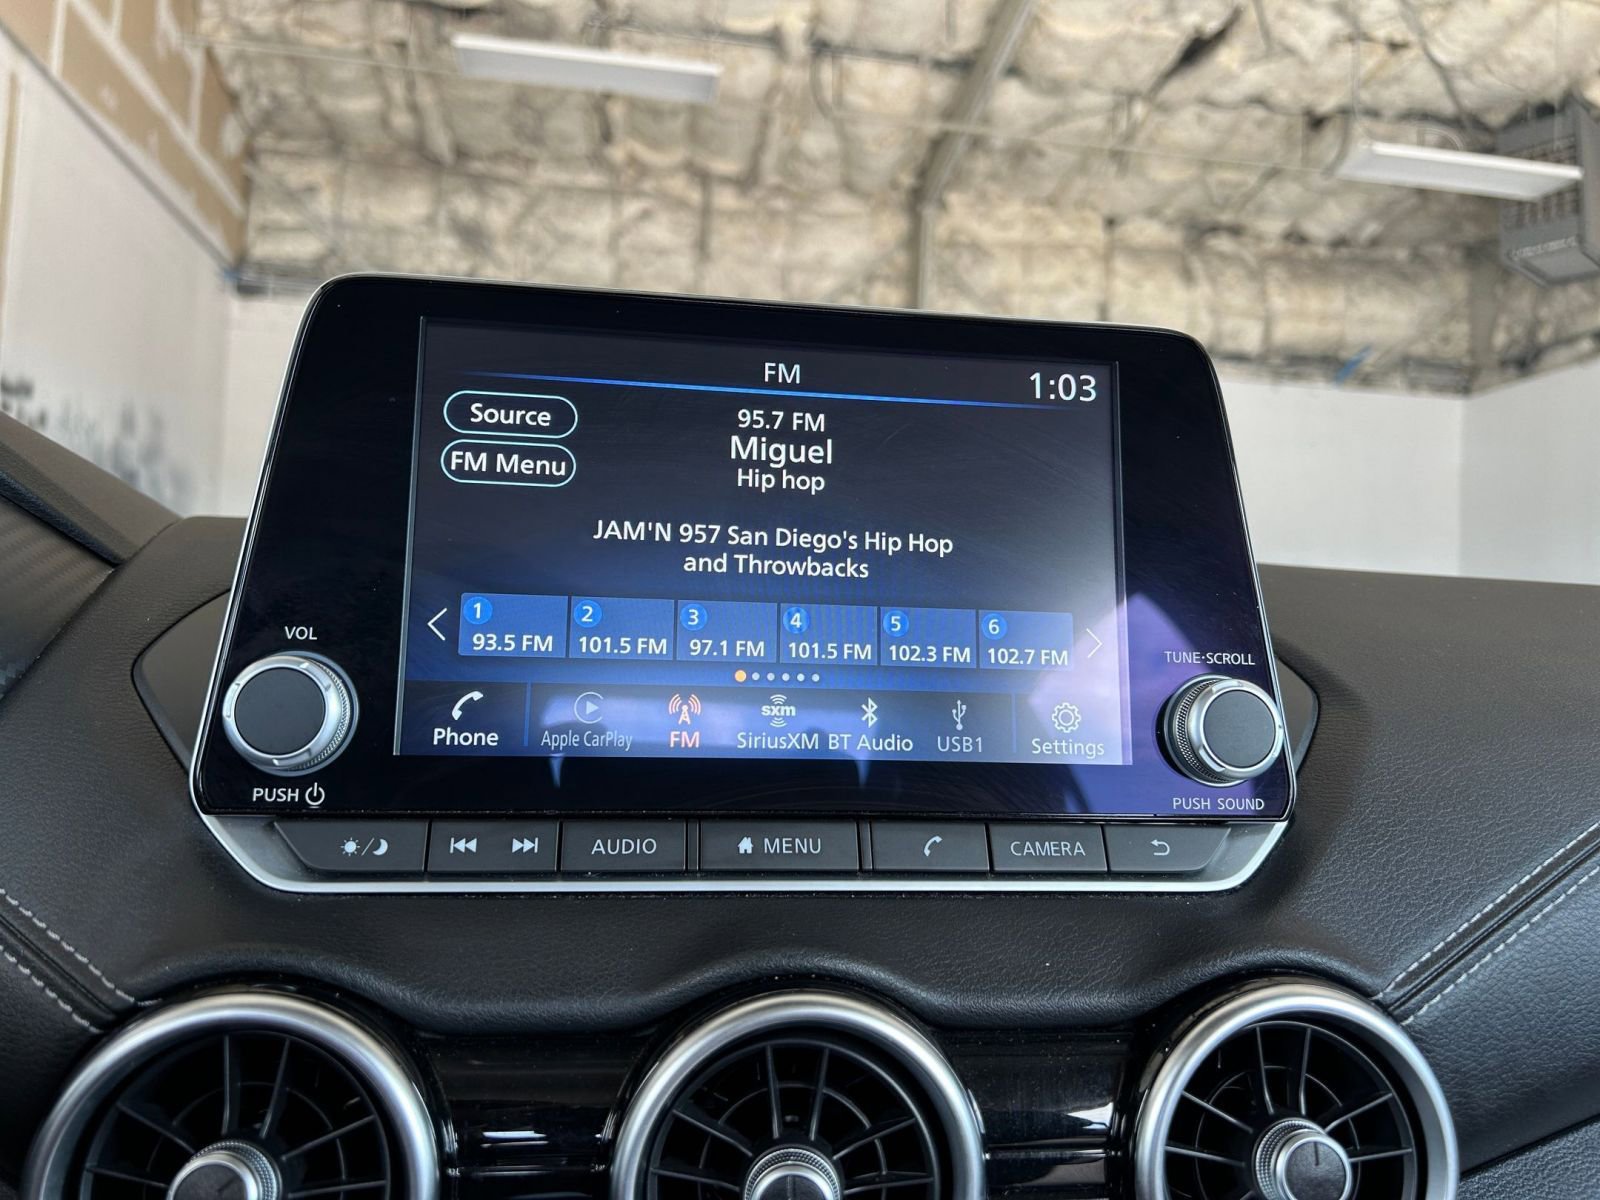 FM
1:03
Source
95.7 FM
Miguel
FM Menu
Hip hop
JAM'N 957 San Diego's Hip Hop
and Throwbacks
1 2 3 4 5 6
93.5 FM 101.5 FM 97.1 FM 101.5 FM 102.3 FM 102.7 FM
VOL
TUNE·SCROLL
sxm
Phone Apple CarPlay FM SiriusXM BT Audio USB1 Settings
PUSH
PUSH SOUND
AUDIO MENU CAMERA